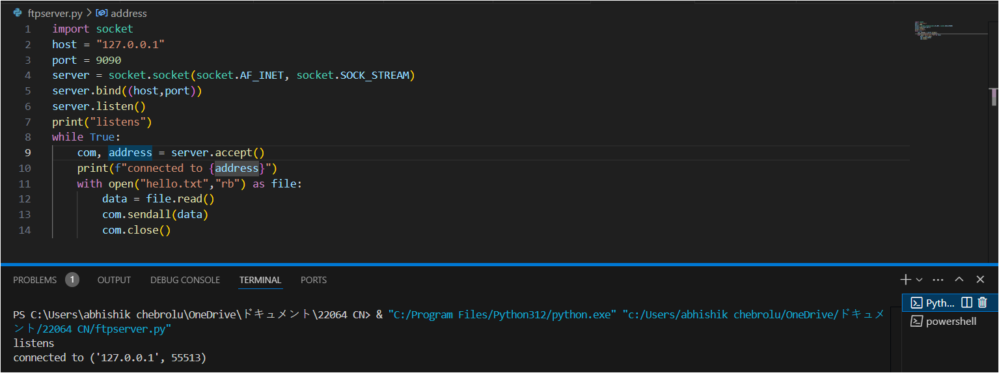 ftpserver.py > address
1 import socket
2 host = "127.0.0.1"
3 port = 9090
4 server = socket.socket(socket.AF_INET, socket.SOCK_STREAM)
5 server.bind((host,port))
6 server.listen()
7 print("listens")
8 while True:
9     com, address = server.accept()
10     print(f"connected to {address}")
11     with open("hello.txt","rb") as file:
12         data = file.read()
13         com.sendall(data)
14         com.close()
PROBLEMS 1 OUTPUT DEBUG CONSOLE TERMINAL PORTS
PS C:\Users\abhishik chebrolu\OneDrive\ドキュメント\22064 CN> & "C:/Program Files/Python312/python.exe" "c:/Users/abhishik chebrolu/OneDrive/ドキュメ
ント/22064 CN/ftpserver.py"
listens
connected to ('127.0.0.1', 55513)
Pyth...
powershell